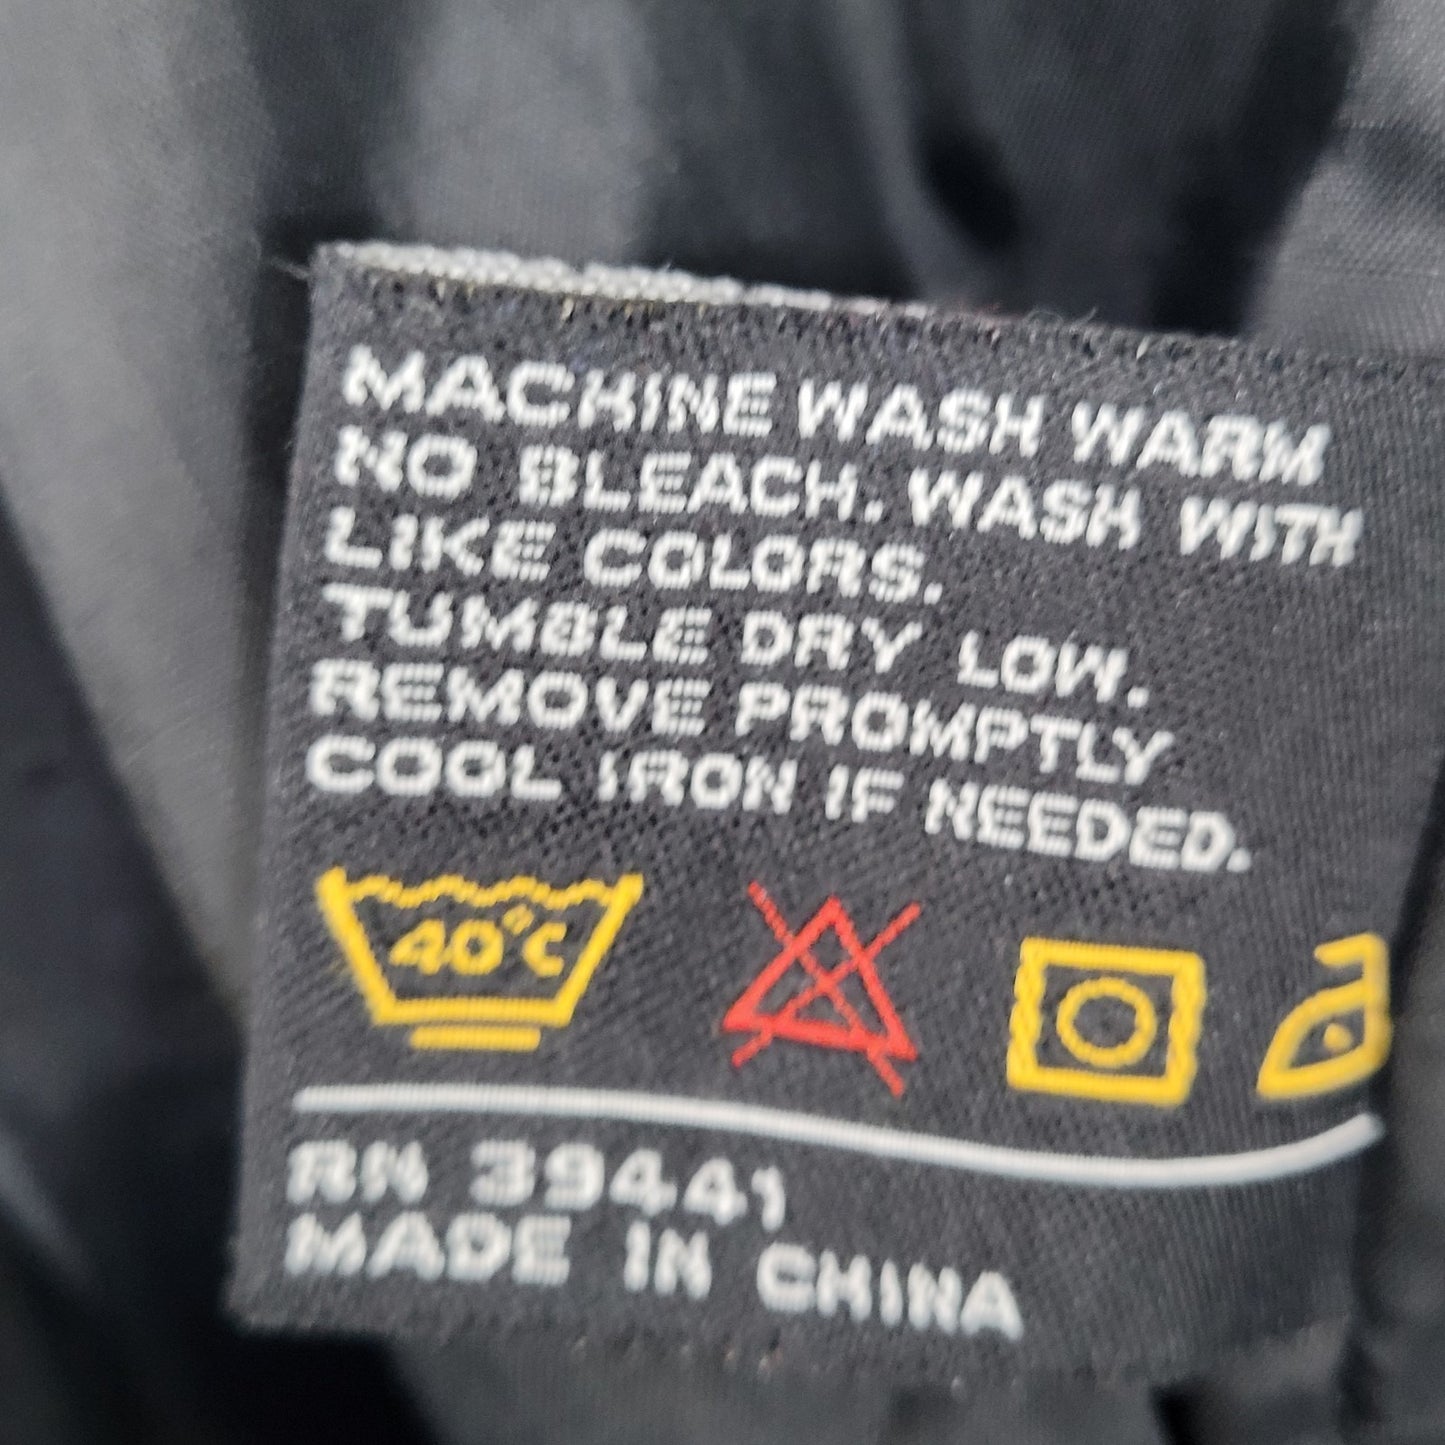 MACHINE WASH WARM
NO BLEACH. WASH WITH
LIKE COLORS.
TUMBLE DRY LOW.
REMOVE PROMPTLY
COOL IRON IF NEEDED.
40°C
RN 39441
MADE IN CHINA